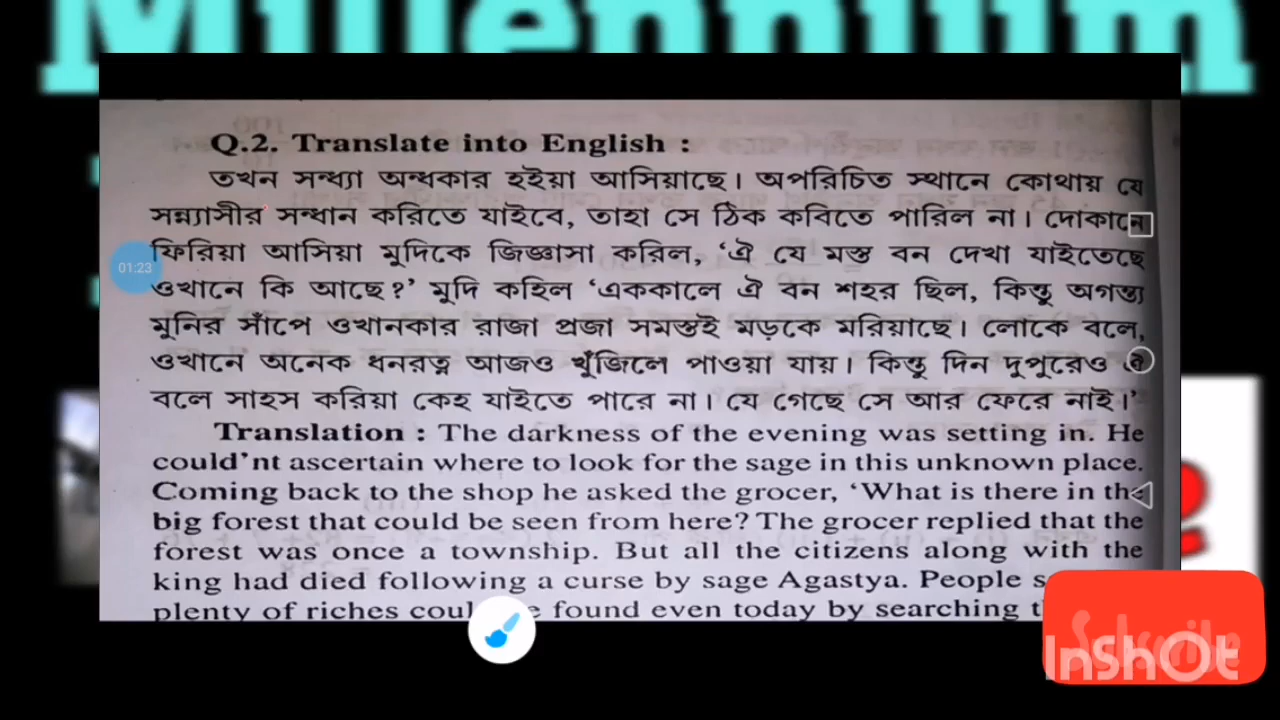 Millennium
Q.2. Translate into English :
তখন সন্ধ্যা অন্ধকার হইয়া আসিয়াছে। অপরিচিত স্থানে কোথায় যে
সন্ন্যাসীর সন্ধান করিতে যাইবে, তাহা সে ঠিক কবিতে পারিল না। দোকানে
ফিরিয়া আসিয়া মুদিকে জিজ্ঞাসা করিল, ‘ঐ যে মস্ত বন দেখা যাইতেছে
01:23
ওখানে কি আছে?’ মুদি কহিল ‘এককালে ঐ বন শহর ছিল, কিন্তু অগস্ত্য
মুনির সাঁপে ওখানকার রাজা প্রজা সমস্তই মড়কে মরিয়াছে। লোকে বলে,
ওখানে অনেক ধনরত্ন আজও খুঁজিলে পাওয়া যায়। কিন্তু দিন দুপুরেও ঐ
বলে সাহস করিয়া কেহ যাইতে পারে না। যে গেছে সে আর ফেরে নাই।’
Translation : The darkness of the evening was setting in. He
could'nt ascertain where to look for the sage in this unknown place.
Coming back to the shop he asked the grocer, ‘What is there in the
big forest that could be seen from here? The grocer replied that the
forest was once a township. But all the citizens along with the
king had died following a curse by sage Agastya. People
plenty of riches found even today by searching
Subscribe
InShOt